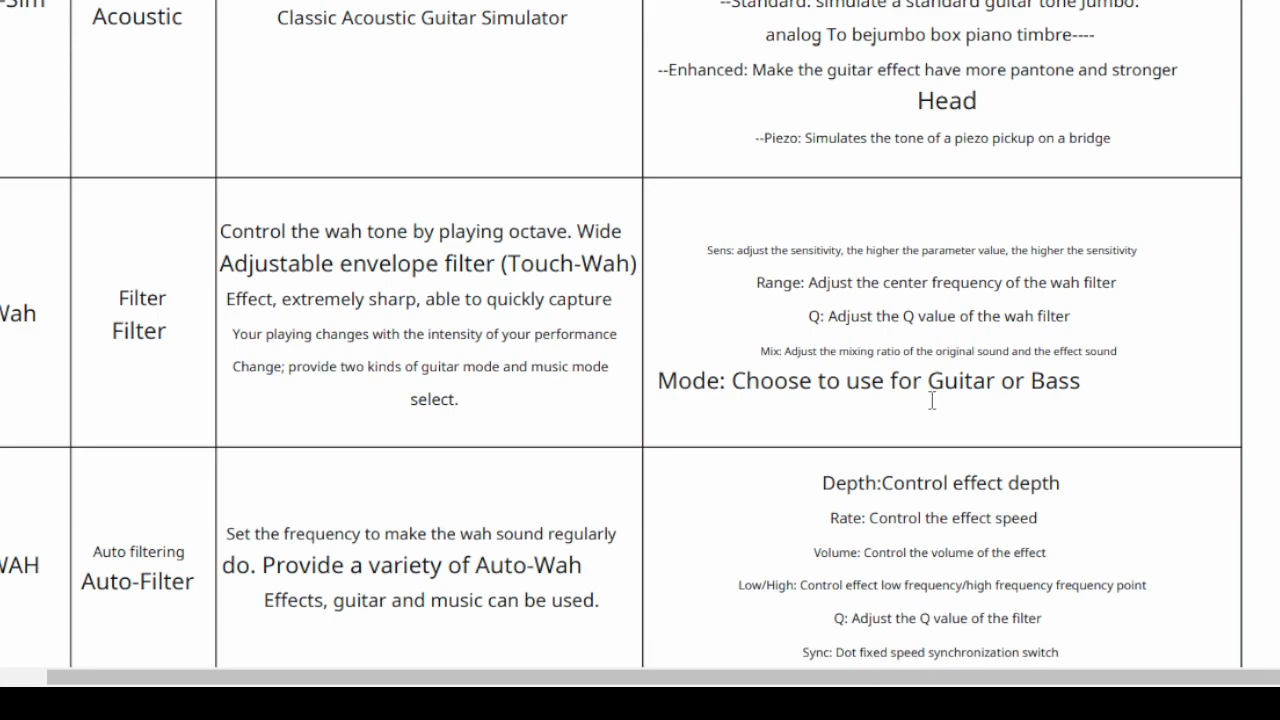 -Sim
Acoustic
Classic Acoustic Guitar Simulator
--Standard: simulate a standard guitar tone Jumbo:
analog To bejumbo box piano timbre----
--Enhanced: Make the guitar effect have more pantone and stronger
Head
--Piezo: Simulates the tone of a piezo pickup on a bridge
Wah
Filter
Filter
Control the wah tone by playing octave. Wide
Adjustable envelope filter (Touch-Wah)
Effect, extremely sharp, able to quickly capture
Your playing changes with the intensity of your performance
Change; provide two kinds of guitar mode and music mode
select.
Sens: adjust the sensitivity, the higher the parameter value, the higher the sensitivity
Range: Adjust the center frequency of the wah filter
Q: Adjust the Q value of the wah filter
Mix: Adjust the mixing ratio of the original sound and the effect sound
Mode: Choose to use for Guitar or Bass
WAH
Auto filtering
Auto-Filter
Set the frequency to make the wah sound regularly
do. Provide a variety of Auto-Wah
Effects, guitar and music can be used.
Depth:Control effect depth
Rate: Control the effect speed
Volume: Control the volume of the effect
Low/High: Control effect low frequency/high frequency frequency point
Q: Adjust the Q value of the filter
Sync: Dot fixed speed synchronization switch